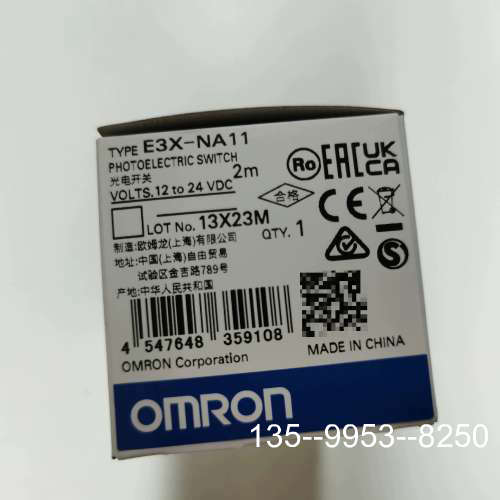 TYPE E3X-NA11
PHOTOELECTRIC SWITCH
光电开关 2m
VOLTS. 12 to 24 VDC
合格
LOT No. 13X23M
QTY. 1
制造: 欧姆龙(上海)有限公司
地址: 中国(上海)自由贸易
试验区金吉路789号
产地: 中华人民共和国
4 547648 359108
OMRON Corporation
Ro
EAC
UK
CA
CE
MADE IN CHINA
OMRON
135--9953--8250